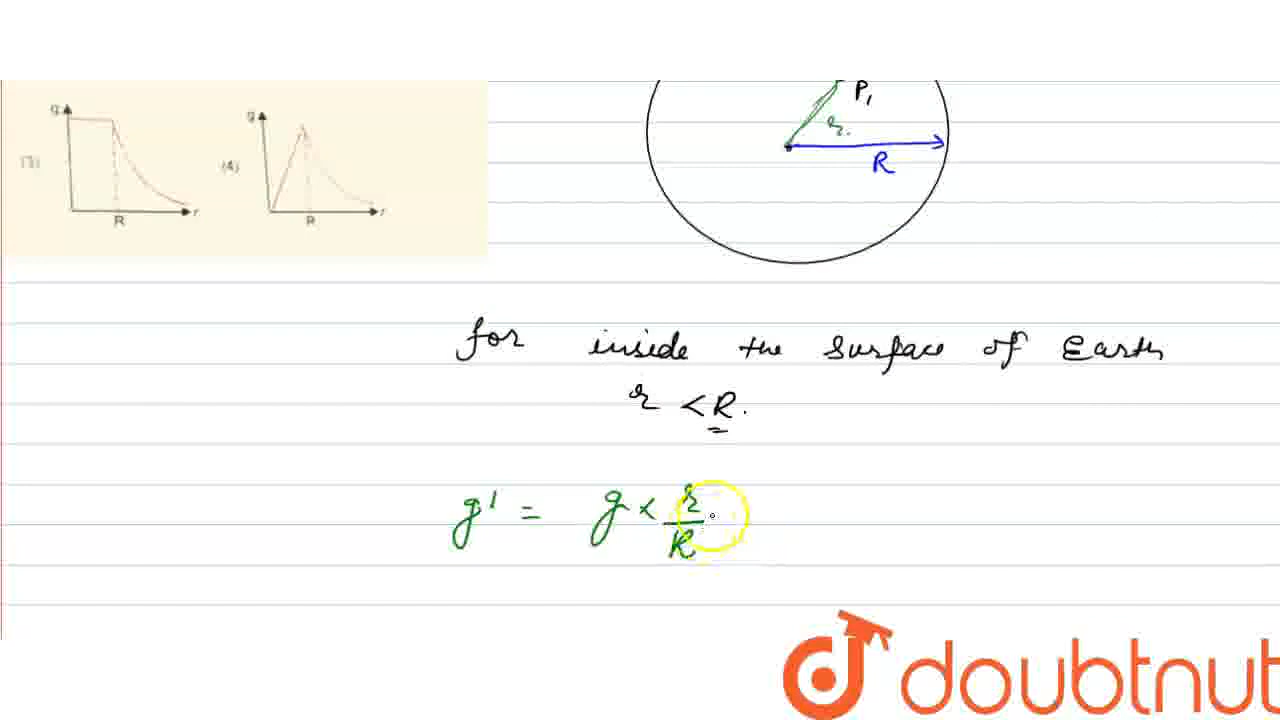 g
(3)
R
r
g
(4)
R
r
P1
r.
R
for inside the surface of Earth
r < R.
g' = g × r/R
doubtnut